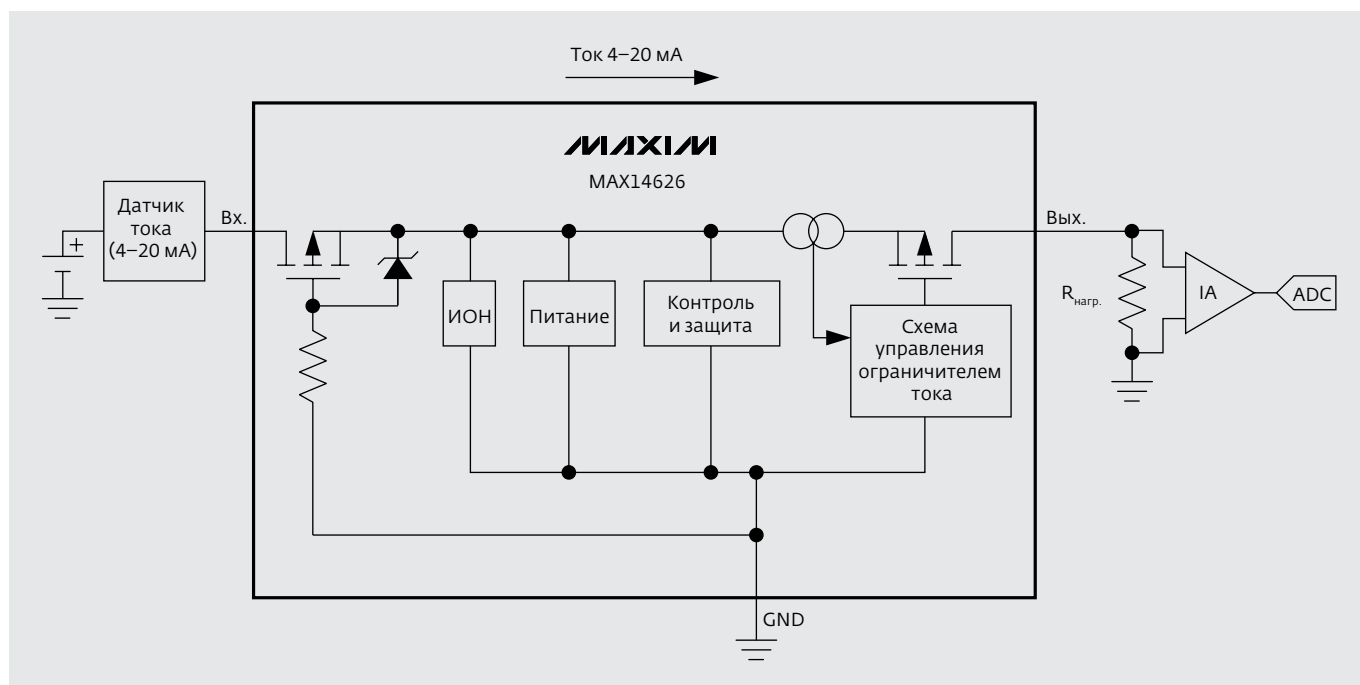 Ток 4–20 мА
MAXIM
MAX14626
Датчик
тока
(4–20 мА)
+
Вх.
ИОН
Питание
Контроль
и защита
Схема
управления
ограничителем
тока
Вых.
Rнагр.
IA
ADC
GND